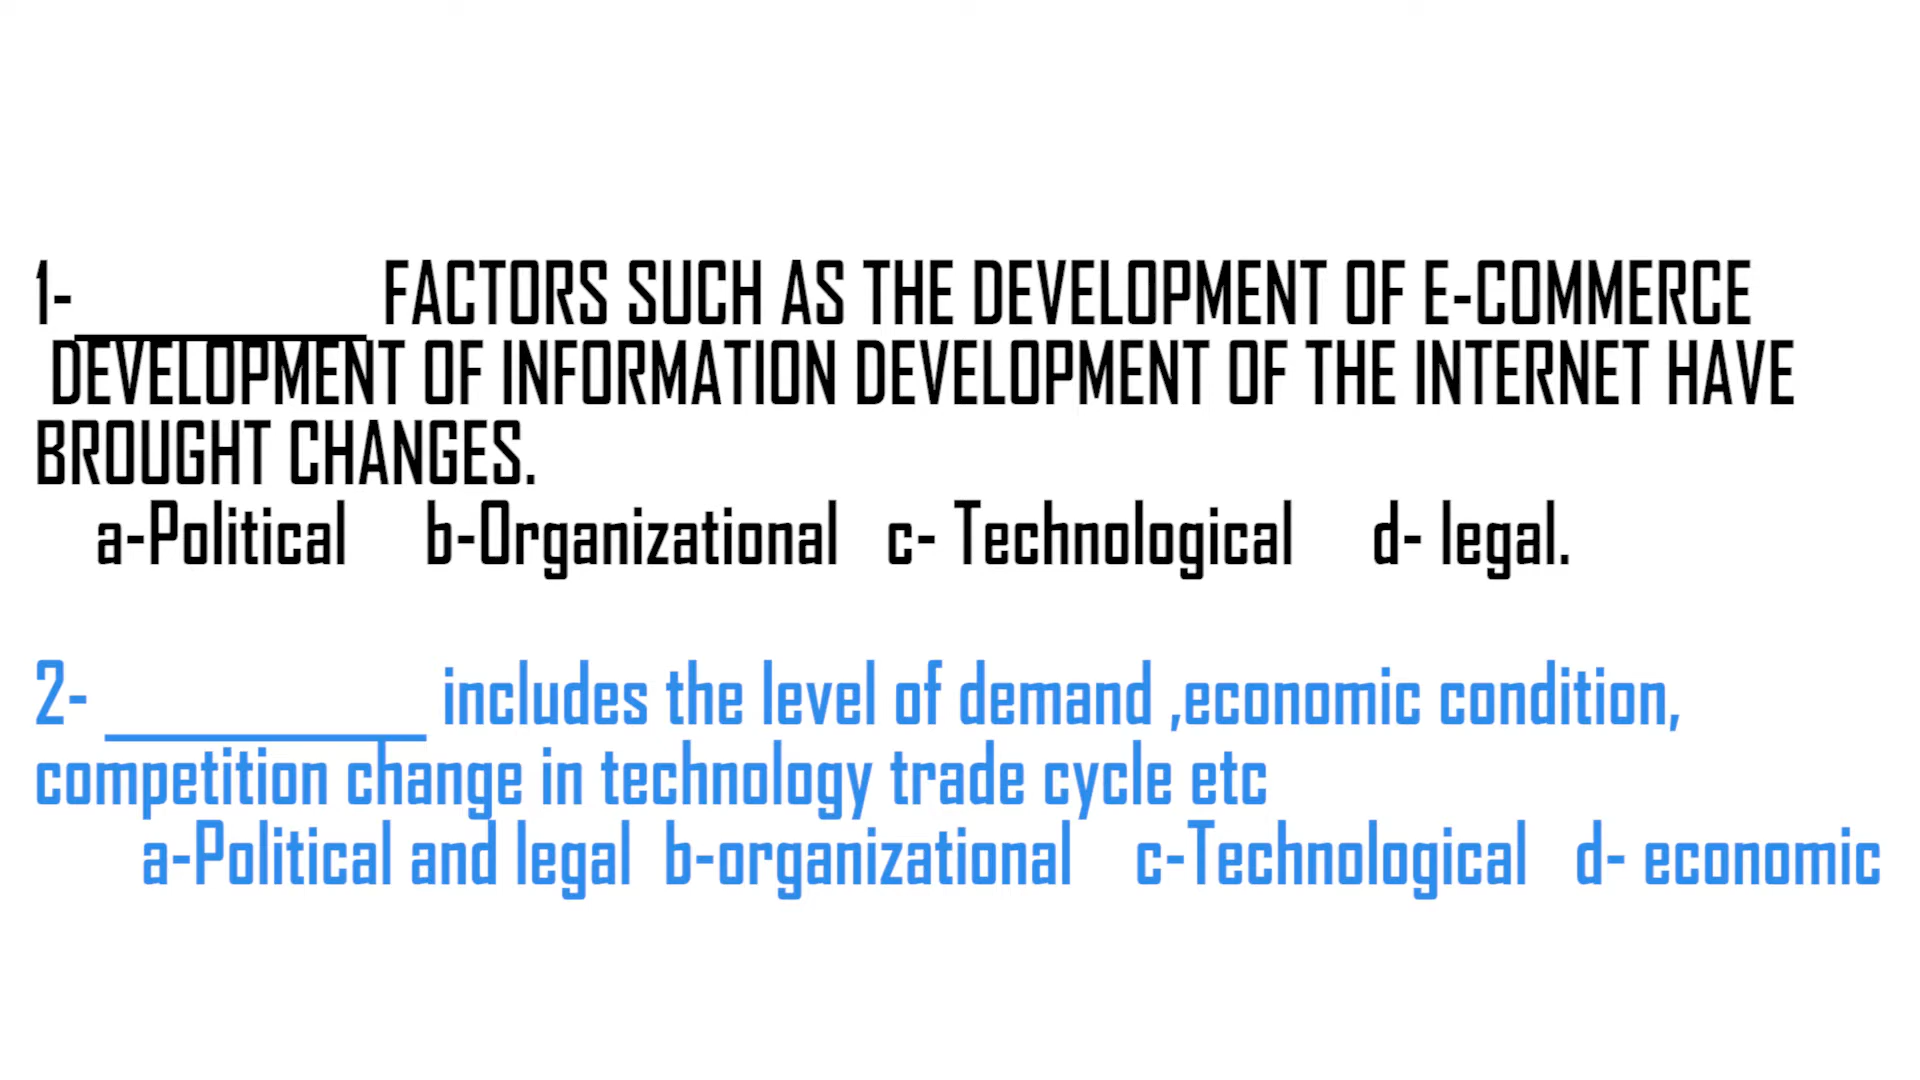 1-__________ FACTORS SUCH AS THE DEVELOPMENT OF E-COMMERCE
DEVELOPMENT OF INFORMATION DEVELOPMENT OF THE INTERNET HAVE
BROUGHT CHANGES.
a-Political b-Organizational c- Technological d- legal.
2- ___________ includes the level of demand ,economic condition,
competition change in technology trade cycle etc
a-Political and legal b-organizational c-Technological d- economic